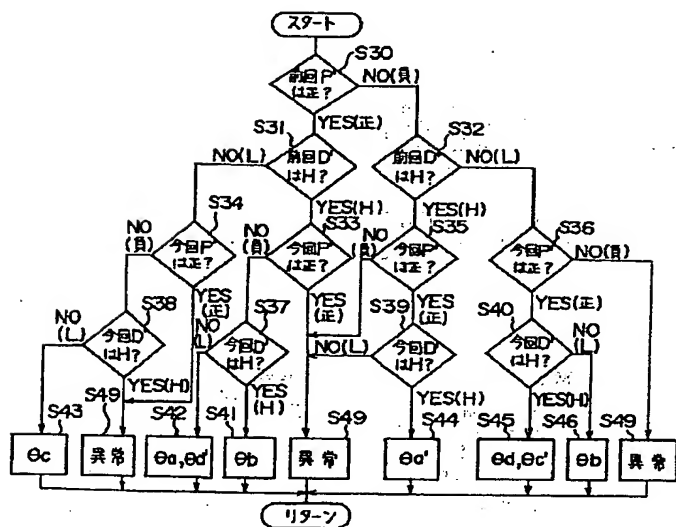 スタート
S30
前回P'
は正?
NO(負)
YES(正)
S31
前回D'
はH?
NO(L)
YES(H)
S32
前回D'
はH?
NO(L)
YES(H)
S34
今回P'
は正?
NO
(負)
YES
(正)
S33
今回P'
は正?
NO
(負)
YES
(正)
S35
今回P'
は正?
NO
(負)
YES
(正)
S36
今回P'
は正?
NO(負)
YES(正)
S38
今回D'
はH?
NO
(L)
YES(H)
S37
今回D'
はH?
NO
(L)
YES
(H)
S39
今回D'
はH?
NO(L)
YES(H)
S40
今回D'
はH?
NO
(L)
YES(H)
S43
θc
S49
異常
S42
θa,θd'
S41
θb
S49
異常
S44
θa'
S45
θd,θc'
S46
θb
S49
異常
リターン